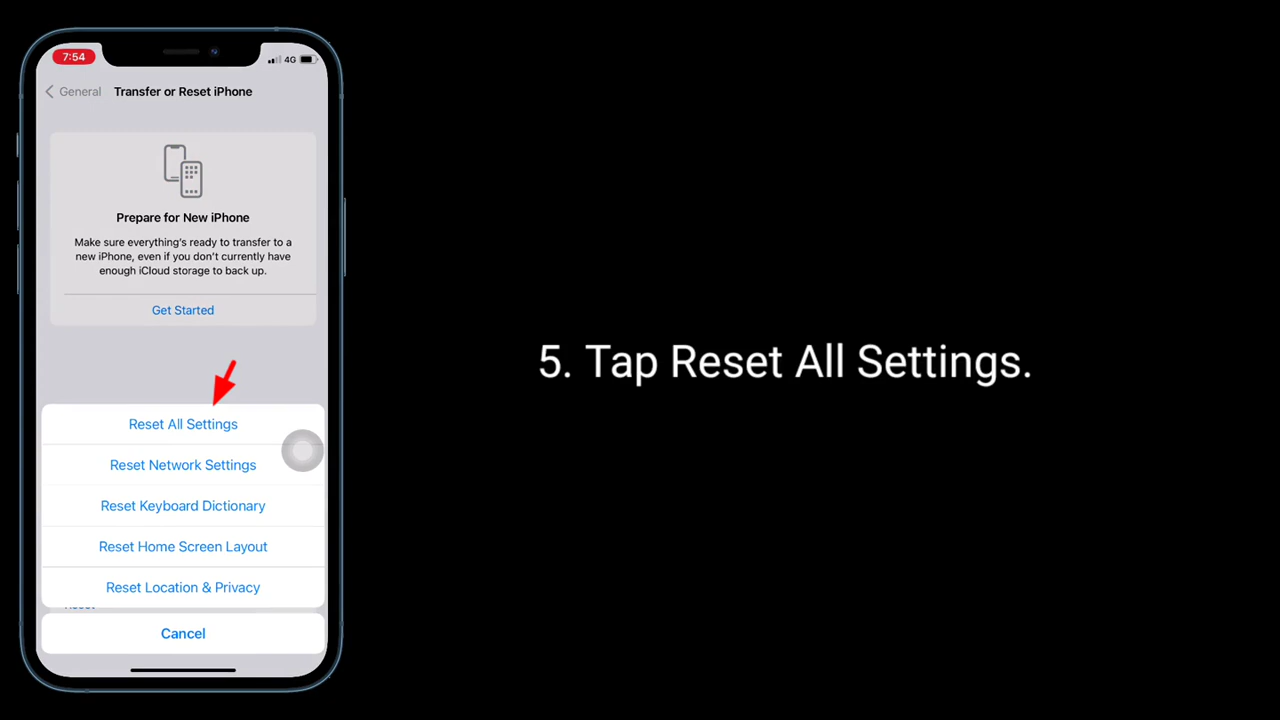 7:54
4G
General
Transfer or Reset iPhone
Prepare for New iPhone
Make sure everything's ready to transfer to a
new iPhone, even if you don't currently have
enough iCloud storage to back up.
Get Started
Reset All Settings
Reset Network Settings
Reset Keyboard Dictionary
Reset Home Screen Layout
Reset Location & Privacy
Reset
Cancel
5. Tap Reset All Settings.